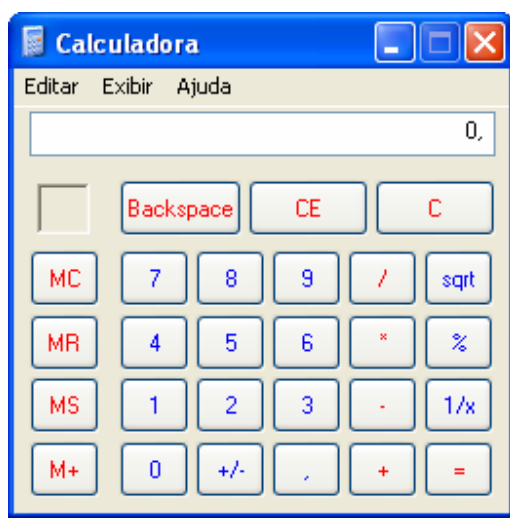 Calculadora
Editar Exibir Ajuda
0,
Backspace CE C
MC 7 8 9 / sqrt
MR 4 5 6 * %
MS 1 2 3 - 1/x
M+ 0 +/- , + =